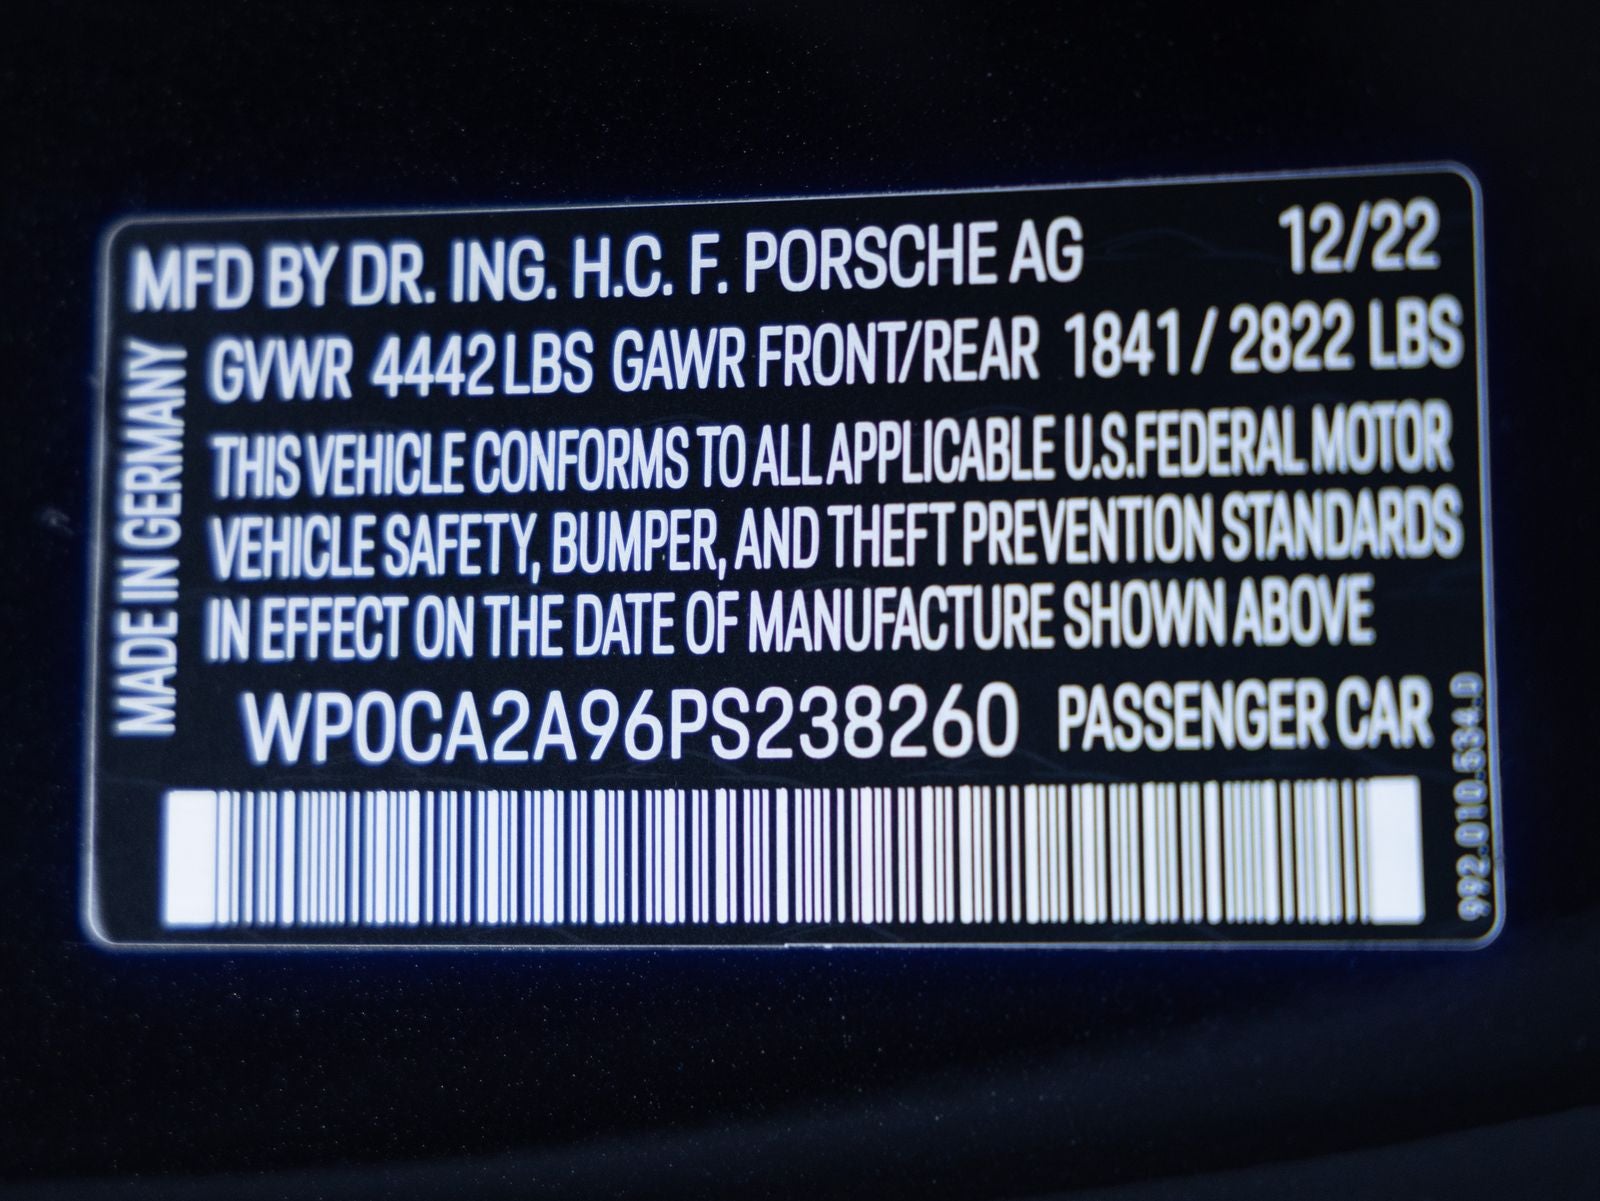 MFD BY DR. ING. H.C. F. PORSCHE AG 12/22
GVWR 4442 LBS GAWR FRONT/REAR 1841 / 2822 LBS
THIS VEHICLE CONFORMS TO ALL APPLICABLE U.S.FEDERAL MOTOR
VEHICLE SAFETY, BUMPER, AND THEFT PREVENTION STANDARDS
IN EFFECT ON THE DATE OF MANUFACTURE SHOWN ABOVE
WP0CA2A96PS238260 PASSENGER CAR
MADE IN GERMANY
992.010.534.D